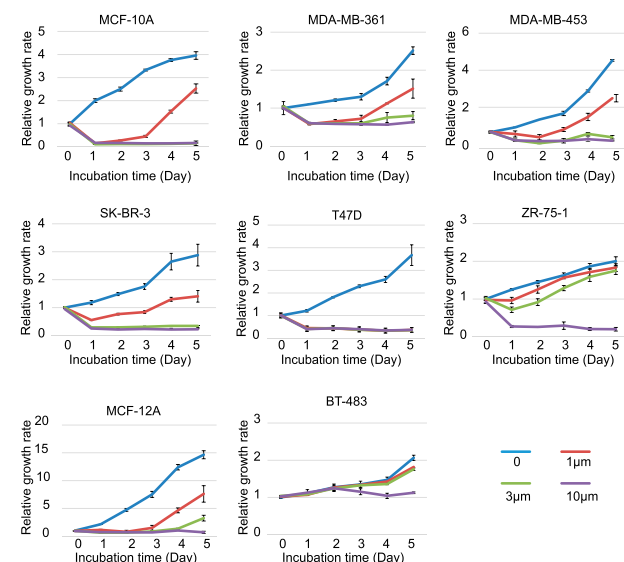 MCF-10A
Relative growth rate
5
4
3
2
1
0
0 1 2 3 4 5
Incubation time (Day)
MDA-MB-361
Relative growth rate
3
2
1
0
0 1 2 3 4 5
Incubation time (Day)
MDA-MB-453
Relative growth rate
6
4
2
0
0 1 2 3 4 5
Incubation time (Day)
SK-BR-3
Relative growth rate
4
3
2
1
0
0 1 2 3 4 5
Incubation time (Day)
T47D
Relative growth rate
5
4
3
2
1
0
0 1 2 3 4 5
Incubation time (Day)
ZR-75-1
Relative growth rate
3
2
1
0
0 1 2 3 4 5
Incubation time (Day)
MCF-12A
Relative growth rate
20
15
10
5
0
0 1 2 3 4 5
Incubation time (Day)
BT-483
Relative growth rate
3
2
1
0
0 1 2 3 4 5
Incubation time (Day)
0
1μm
3μm
10μm